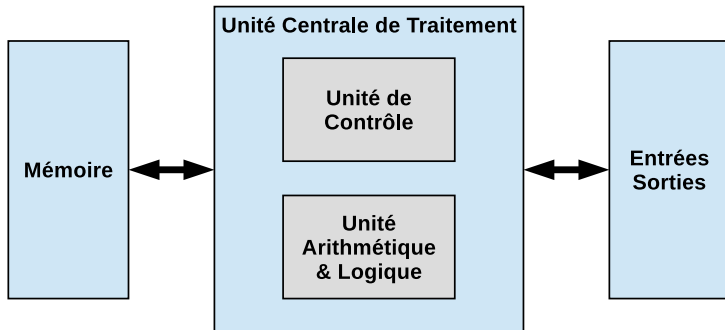 Unité Centrale de Traitement
Mémoire
Unité de
Contrôle
Unité
Arithmétique
& Logique
Entrées
Sorties